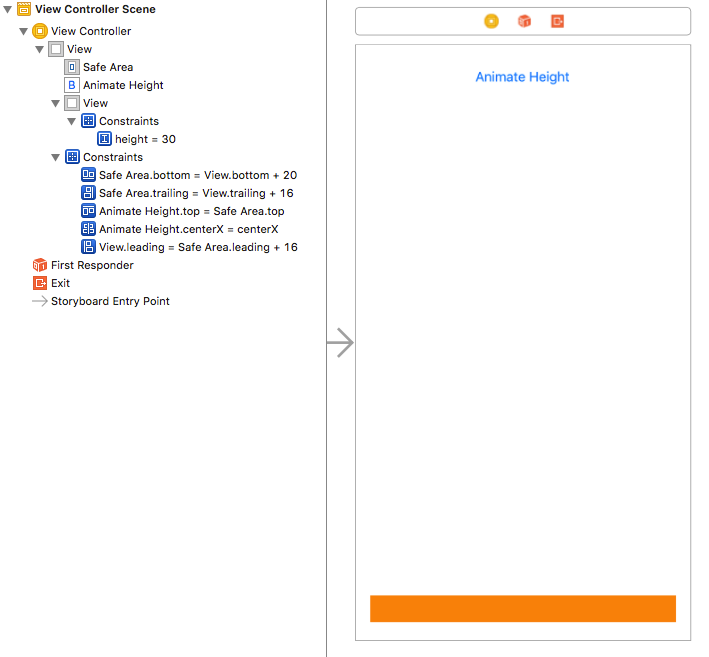 View Controller Scene
View Controller
View
Safe Area
B Animate Height
View
Constraints
height = 30
Constraints
Safe Area.bottom = View.bottom + 20
Safe Area.trailing = View.trailing + 16
Animate Height.top = Safe Area.top
Animate Height.centerX = centerX
View.leading = Safe Area.leading + 16
First Responder
Exit
Storyboard Entry Point
Animate Height